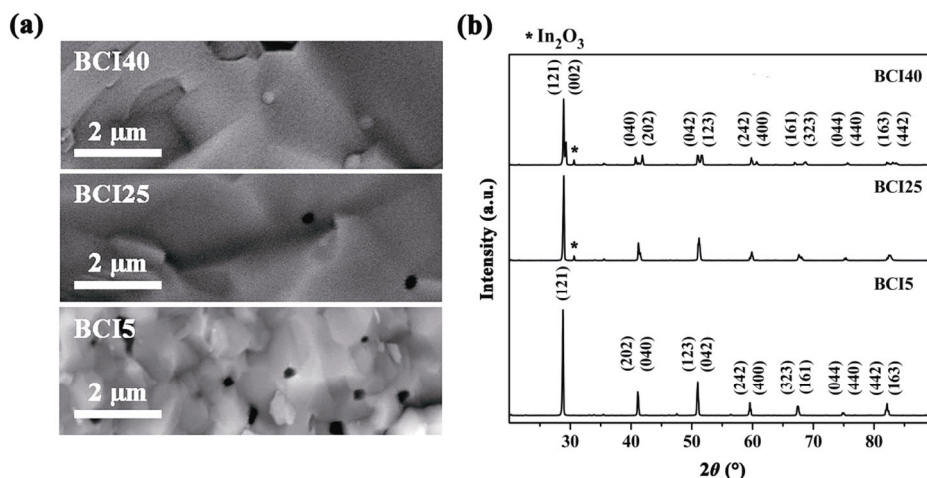 (a)
BCI40
2 μm
BCI25
2 μm
BCI5
2 μm
(b)
* In₂O₃
BCI40
(121)
(002)
(040)
(202)
(042)
(123)
(242)
(400)
(161)
(323)
(044)
(440)
(163)
(442)
*
BCI25
*
BCI5
(121)
(202)
(040)
(123)
(042)
(242)
(400)
(323)
(161)
(044)
(440)
(442)
(163)
Intensity (a.u.)
30 40 50 60 70 80
2θ (°)